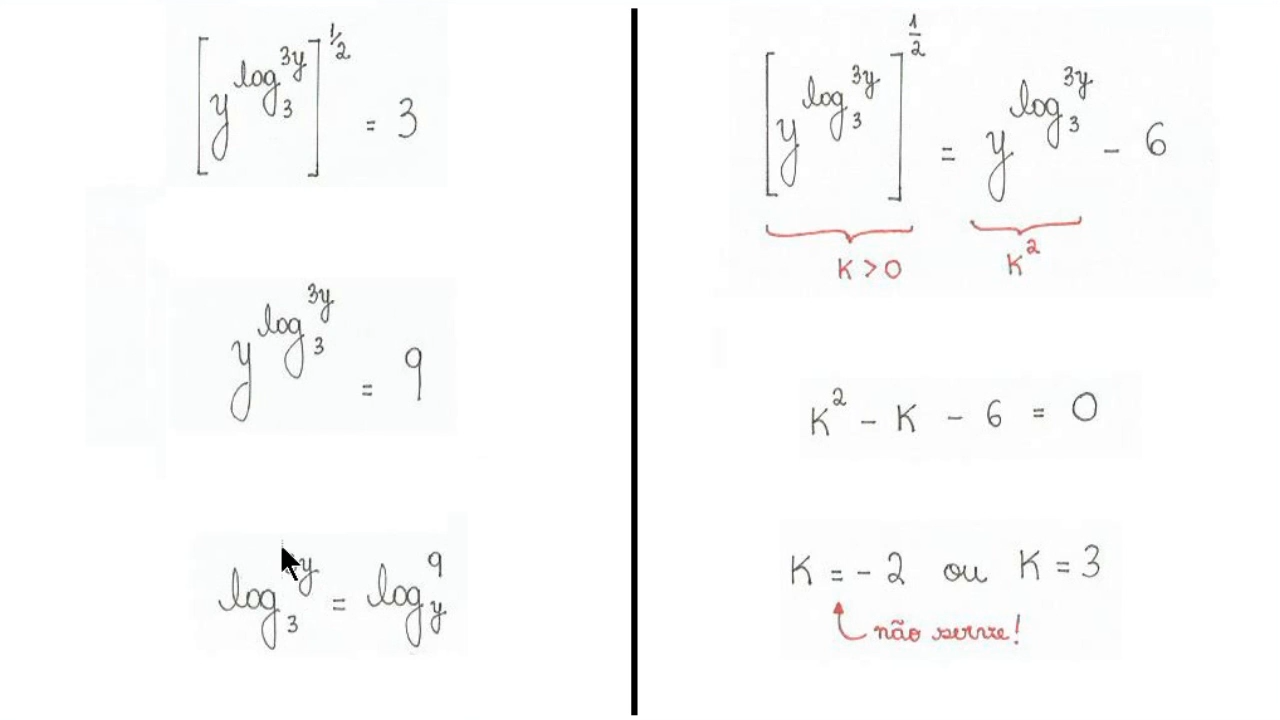 [y^{log_3^{3y}}]^{1/2} = 3
y^{log_3^{3y}} = 9
log_3^{y} = log_y^{9}
[y^{log_3^{3y}}]^{\frac{1}{2}} = y^{log_3^{3y}} - 6
K > 0 K^2
K^2 - K - 6 = 0
K = -2 ou K = 3
não serve!